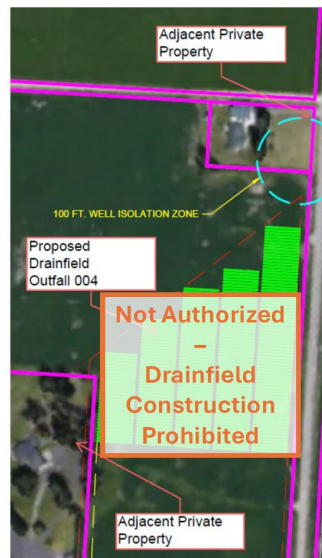 Adjacent Private
Property
100 FT. WELL ISOLATION ZONE
Proposed
Drainfield
Outfall 004
Not Authorized
–
Drainfield
Construction
Prohibited
Adjacent Private
Property